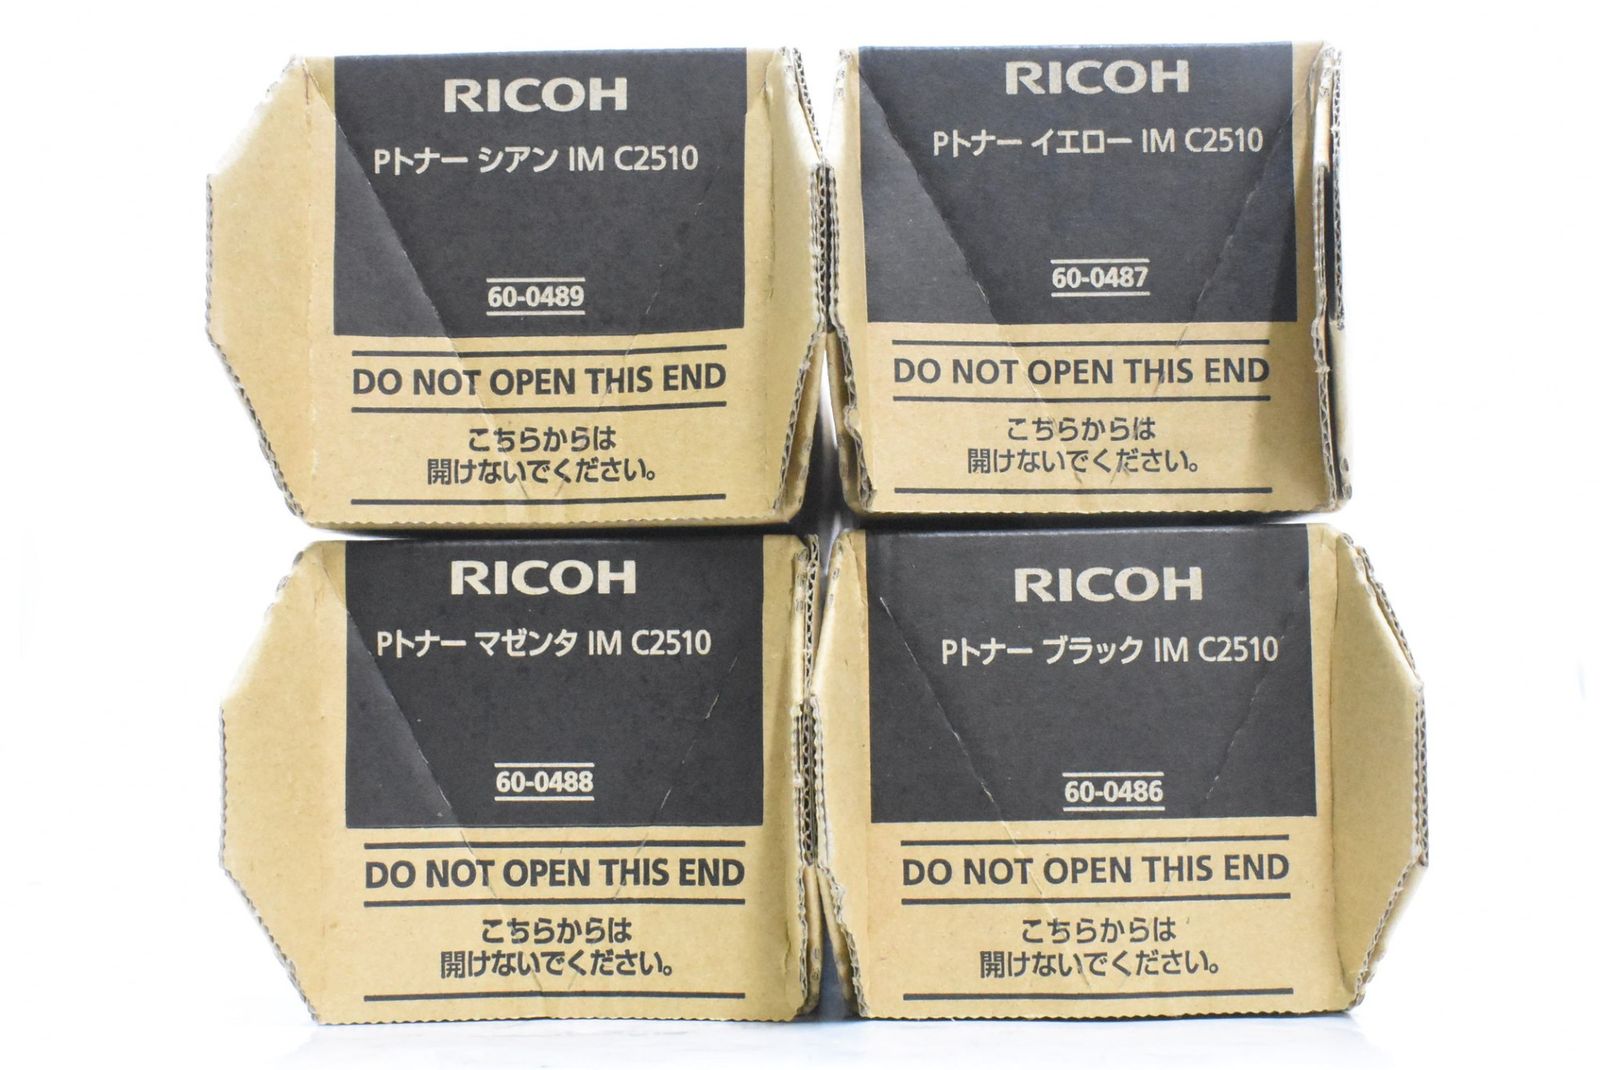 RICOH
Pトナー シアン IM C2510
60-0489
DO NOT OPEN THIS END
こちらからは
開けないでください。
RICOH
Pトナー イエロー IM C2510
60-0487
DO NOT OPEN THIS END
こちらからは
開けないでください。
RICOH
Pトナー マゼンタ IM C2510
60-0488
DO NOT OPEN THIS END
こちらからは
開けないでください。
RICOH
Pトナー ブラック IM C2510
60-0486
DO NOT OPEN THIS END
こちらからは
開けないでください。